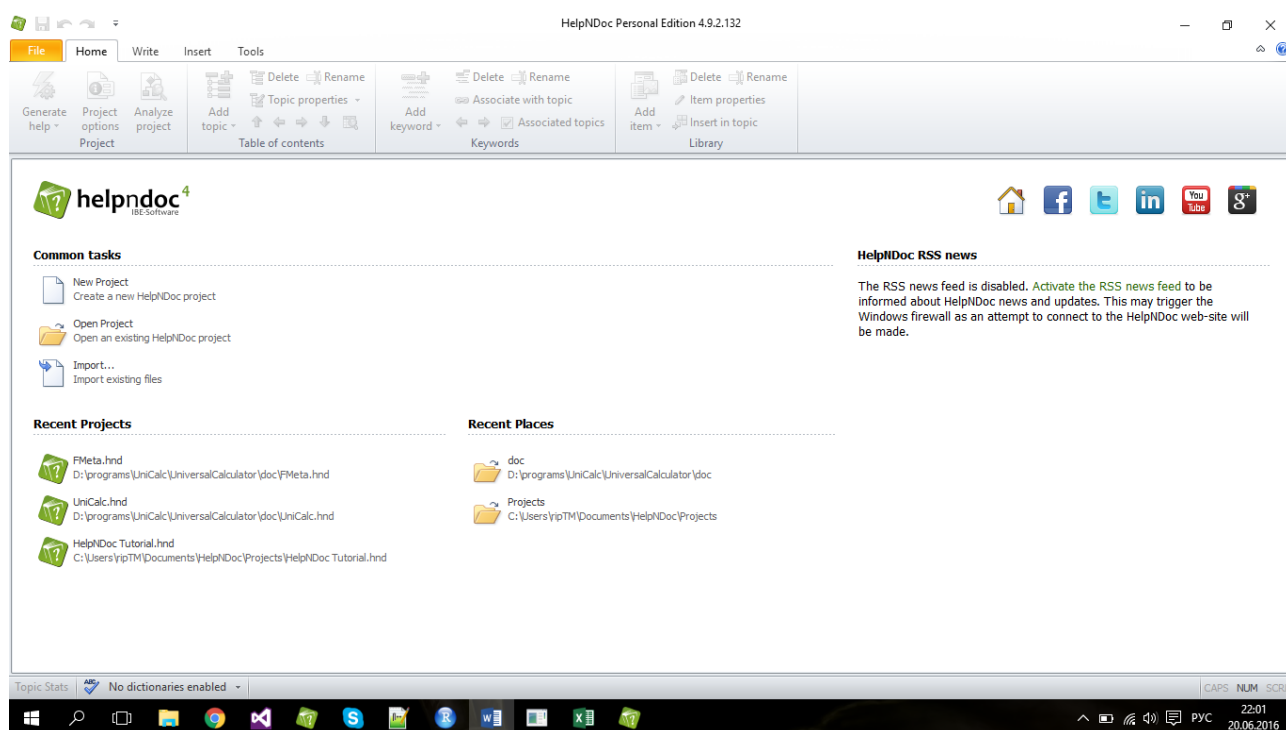 HelpNDoc Personal Edition 4.9.2.132
File Home Write Insert Tools
Generate help
Project options
Analyze project
Project
Add topic
Delete Rename
Topic properties
Table of contents
Add keyword
Delete Rename
Associate with topic
Associated topics
Keywords
Add item
Delete Rename
Item properties
Insert in topic
Library
helpndoc 4
IBE-Software
You Tube
Common tasks
New Project
Create a new HelpNDoc project
Open Project
Open an existing HelpNDoc project
Import...
Import existing files
HelpNDoc RSS news
The RSS news feed is disabled. Activate the RSS news feed to be
informed about HelpNDoc news and updates. This may trigger the
Windows firewall as an attempt to connect to the HelpNDoc web-site will
be made.
Recent Projects
FMeta.hnd
D:\programs\UniCalc\UniversalCalculator\doc\FMeta.hnd
UniCalc.hnd
D:\programs\UniCalc\UniversalCalculator\doc\UniCalc.hnd
HelpNDoc Tutorial.hnd
C:\Users\ripTM\Documents\HelpNDoc\Projects\HelpNDoc Tutorial.hnd
Recent Places
doc
D:\programs\UniCalc\UniversalCalculator\doc
Projects
C:\Users\ripTM\Documents\HelpNDoc\Projects
Topic Stats No dictionaries enabled CAPS NUM SCR
РУС 22:01
20.06.2016